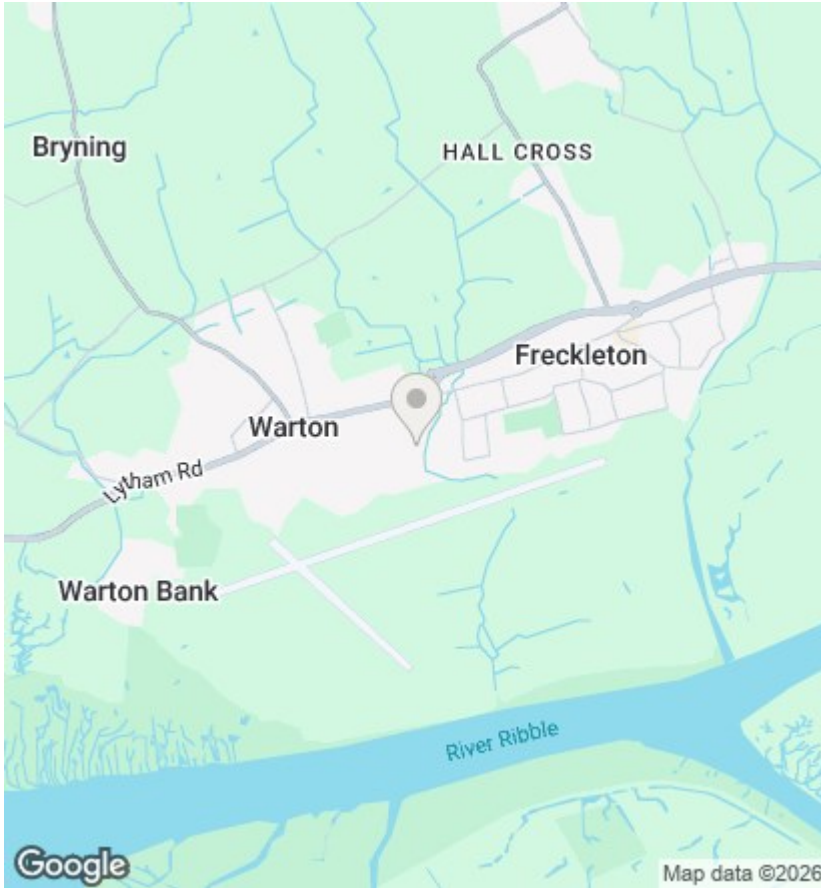 Bryning
HALL CROSS
Freckleton
Warton
Lytham Rd
Warton Bank
River Ribble
Google
Map data ©2026